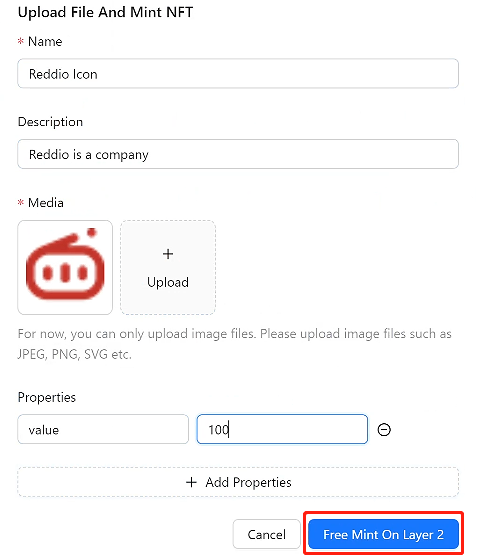 Upload File And Mint NFT
* Name
Reddio Icon
Description
Reddio is a company
* Media
+
Upload
For now, you can only upload image files. Please upload image files such as
JPEG, PNG, SVG etc.
Properties
value 100
+ Add Properties
Cancel Free Mint On Layer 2